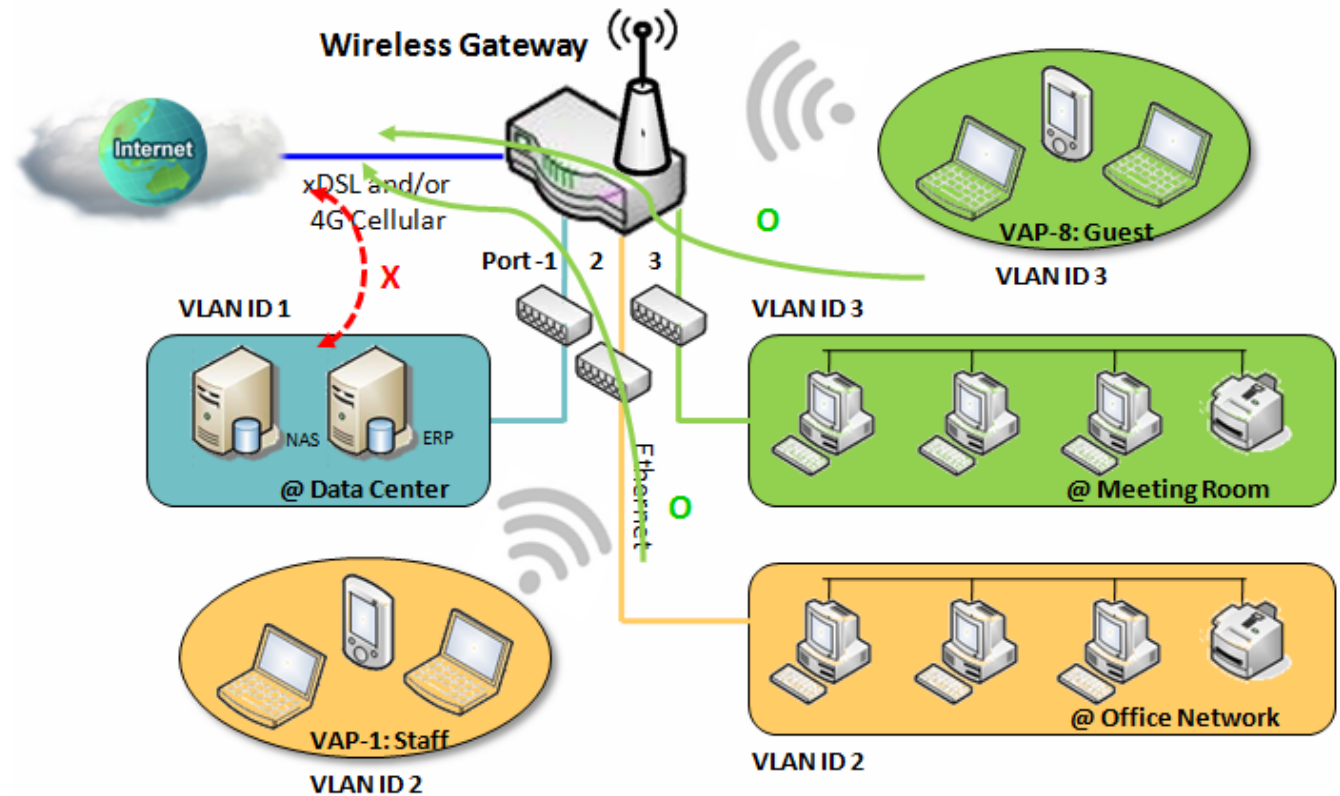 Wireless Gateway
Internet
xDSL and/or
4G Cellular
O
VAP-8: Guest
VLAN ID 3
Port -1
2
3
X
VLAN ID 1
VLAN ID 3
NAS
ERP
@ Data Center
Ethernet
O
@ Meeting Room
VAP-1: Staff
VLAN ID 2
@ Office Network
VLAN ID 2